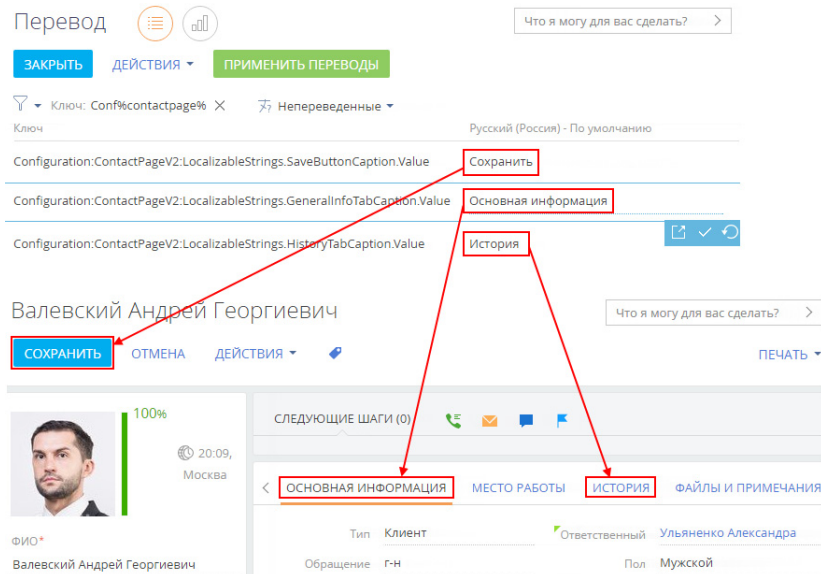 Перевод
Что я могу для вас сделать?
ЗАКРЫТЬ ДЕЙСТВИЯ ПРИМЕНИТЬ ПЕРЕВОДЫ
Ключ: Conf%contactpage% Непереведенные
Ключ Русский (Россия) - По умолчанию
Configuration:ContactPageV2:LocalizableStrings.SaveButtonCaption.Value Сохранить
Configuration:ContactPageV2:LocalizableStrings.GeneralInfoTabCaption.Value Основная информация
Configuration:ContactPageV2:LocalizableStrings.HistoryTabCaption.Value История
Валевский Андрей Георгиевич
Что я могу для вас сделать?
СОХРАНИТЬ ОТМЕНА ДЕЙСТВИЯ ПЕЧАТЬ
100%
СЛЕДУЮЩИЕ ШАГИ (0)
20:09,
Москва
ОСНОВНАЯ ИНФОРМАЦИЯ МЕСТО РАБОТЫ ИСТОРИЯ ФАЙЛЫ И ПРИМЕЧАНИЯ
Тип Клиент Ответственный Ульяненко Александра
ФИО*
Валевский Андрей Георгиевич
Обращение г-н Пол Мужской